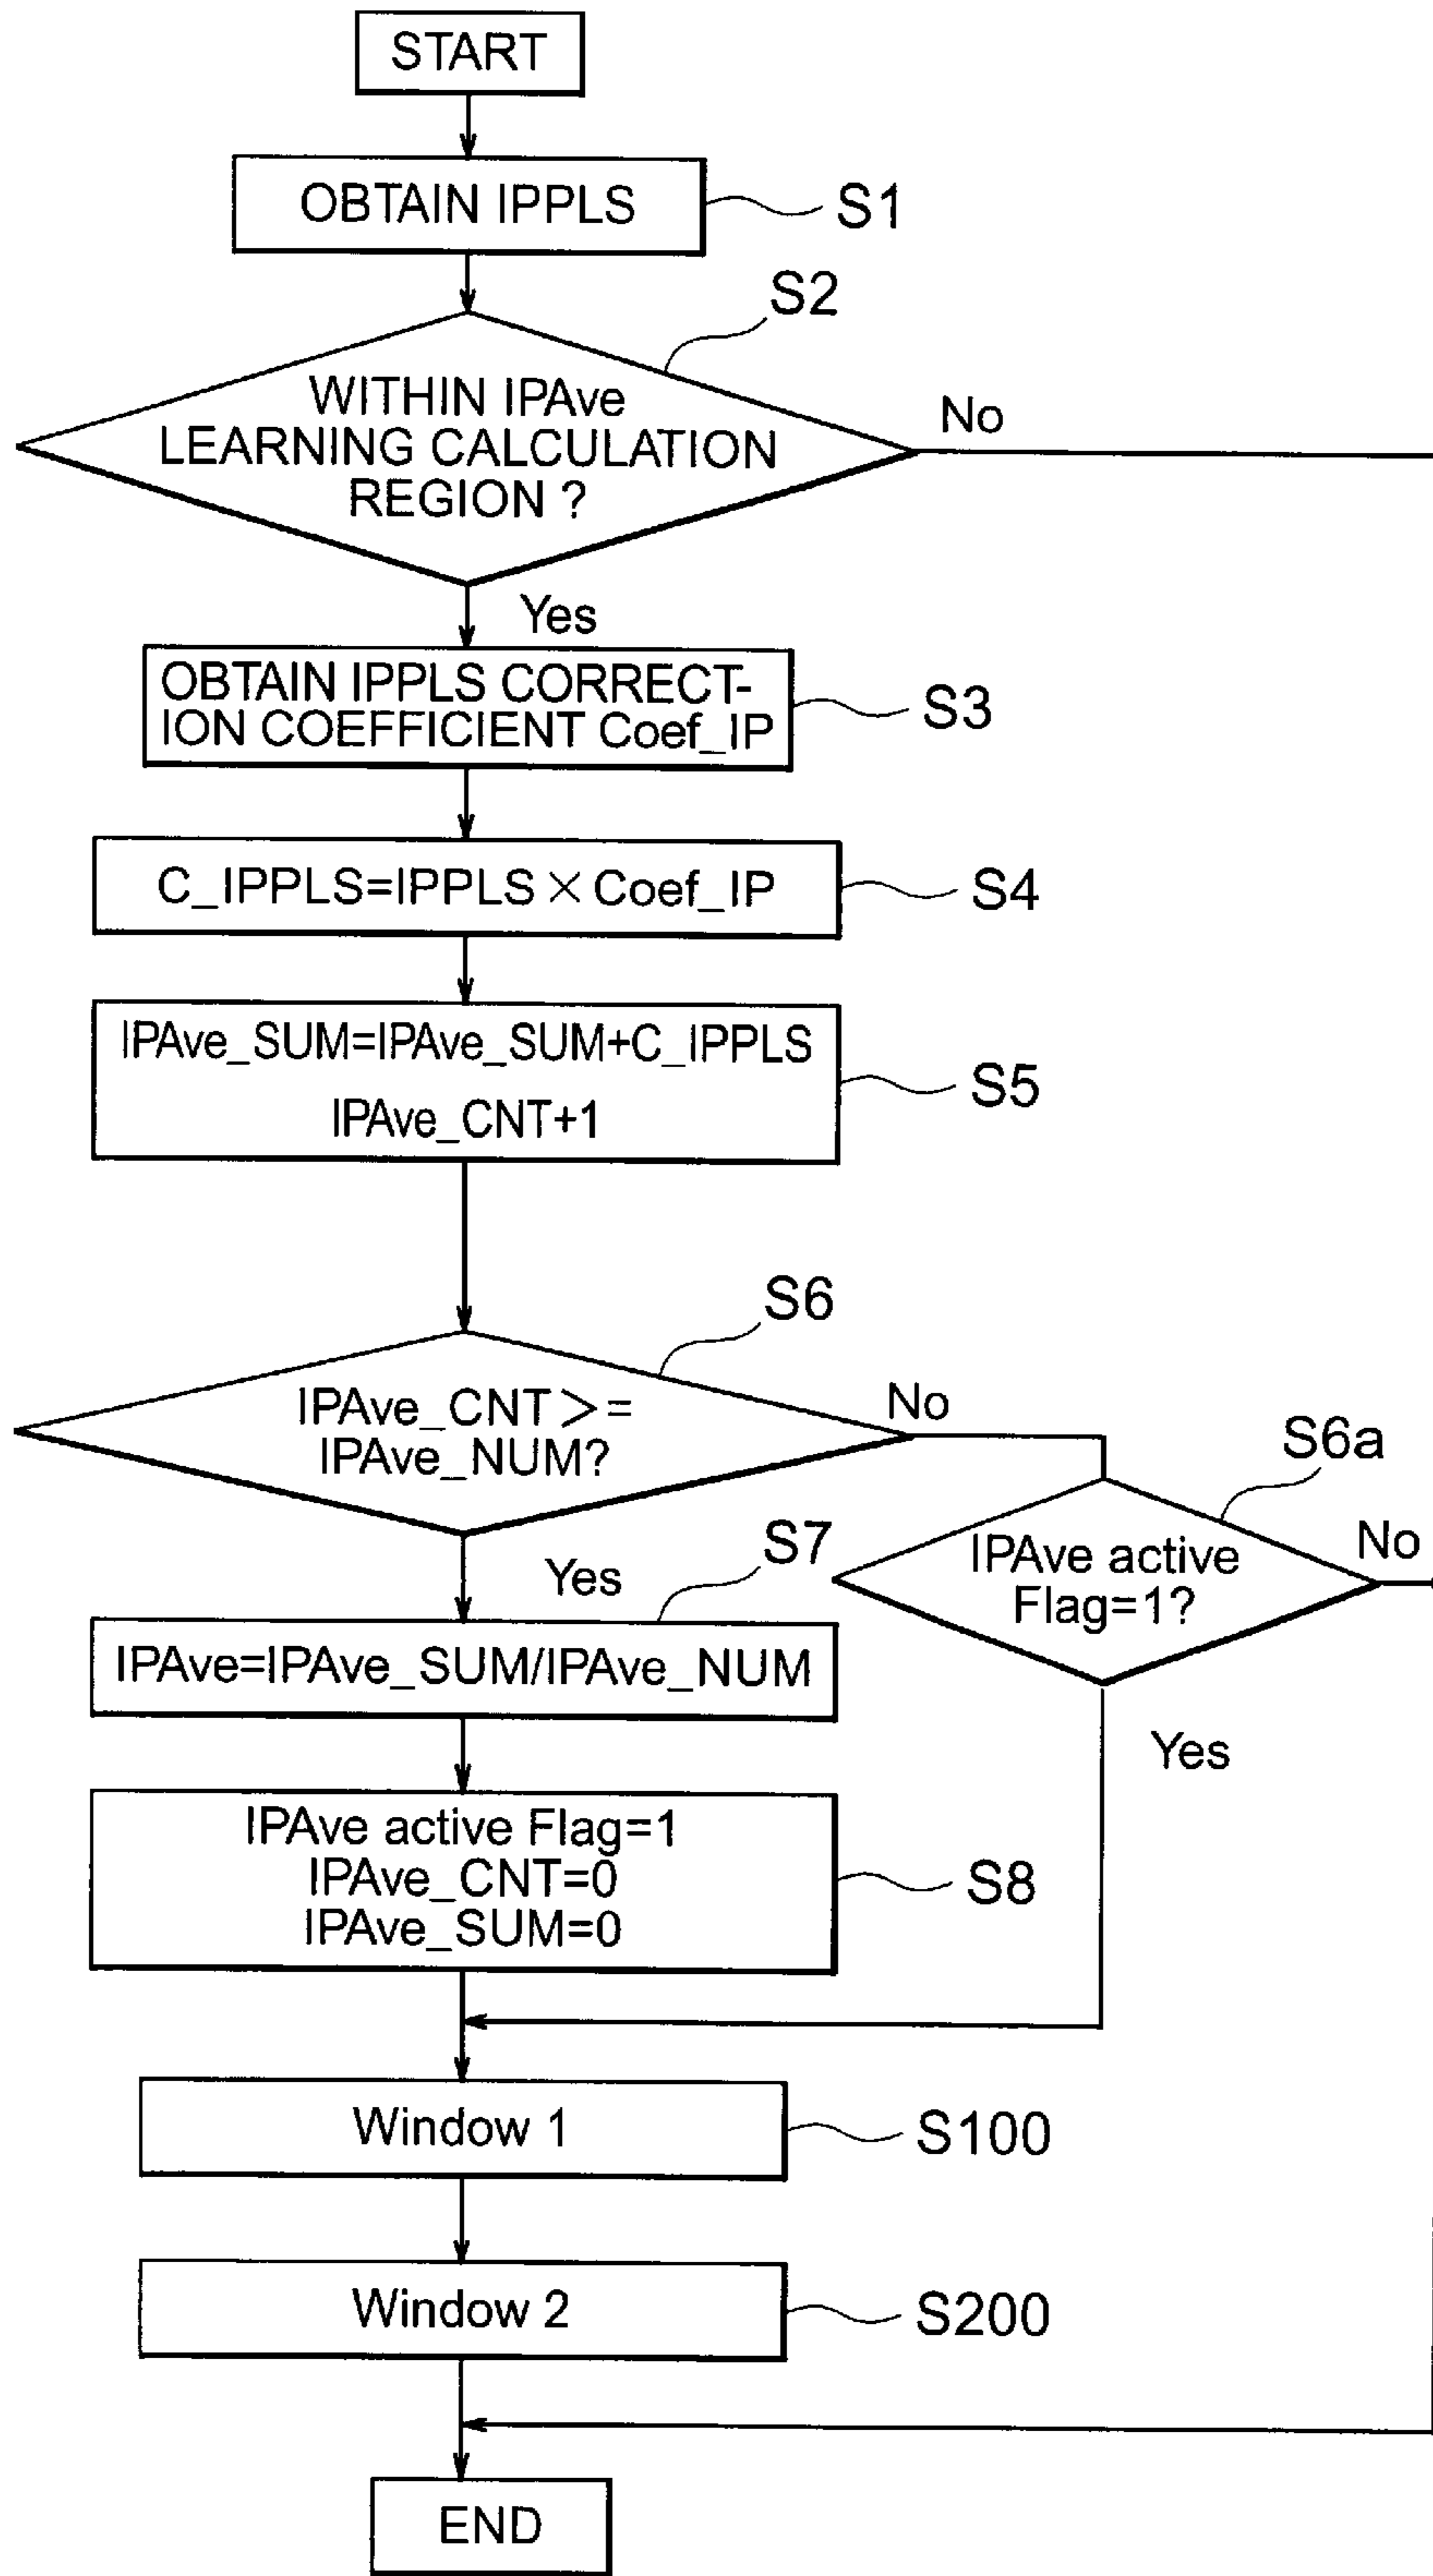 START
OBTAIN IPPLS
S1
S2
WITHIN IPAve
LEARNING CALCULATION
REGION ?
No
Yes
OBTAIN IPPLS CORRECT-
ION COEFFICIENT Coef_IP
S3
C_IPPLS=IPPLS × Coef_IP
S4
IPAve_SUM=IPAve_SUM+C_IPPLS
IPAve_CNT+1
S5
S6
IPAve_CNT >=
IPAve_NUM?
No
S6a
IPAve active
Flag=1?
No
Yes
Yes
S7
IPAve=IPAve_SUM/IPAve_NUM
IPAve active Flag=1
IPAve_CNT=0
IPAve_SUM=0
S8
Window 1
S100
Window 2
S200
END